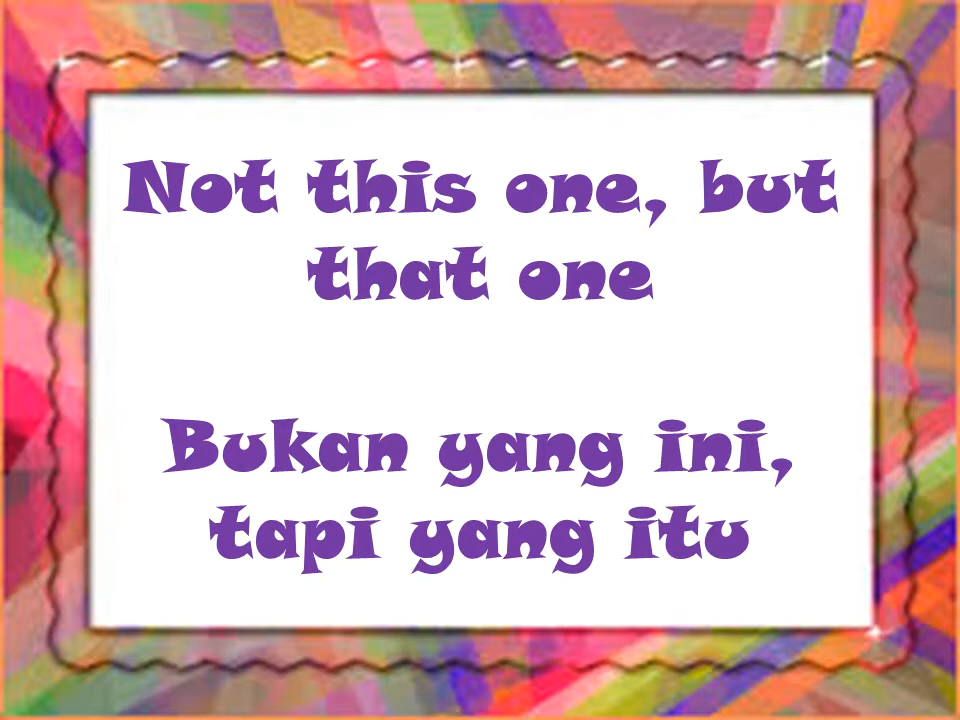 Not this one, but
that one
Bukan yang ini,
tapi yang itu